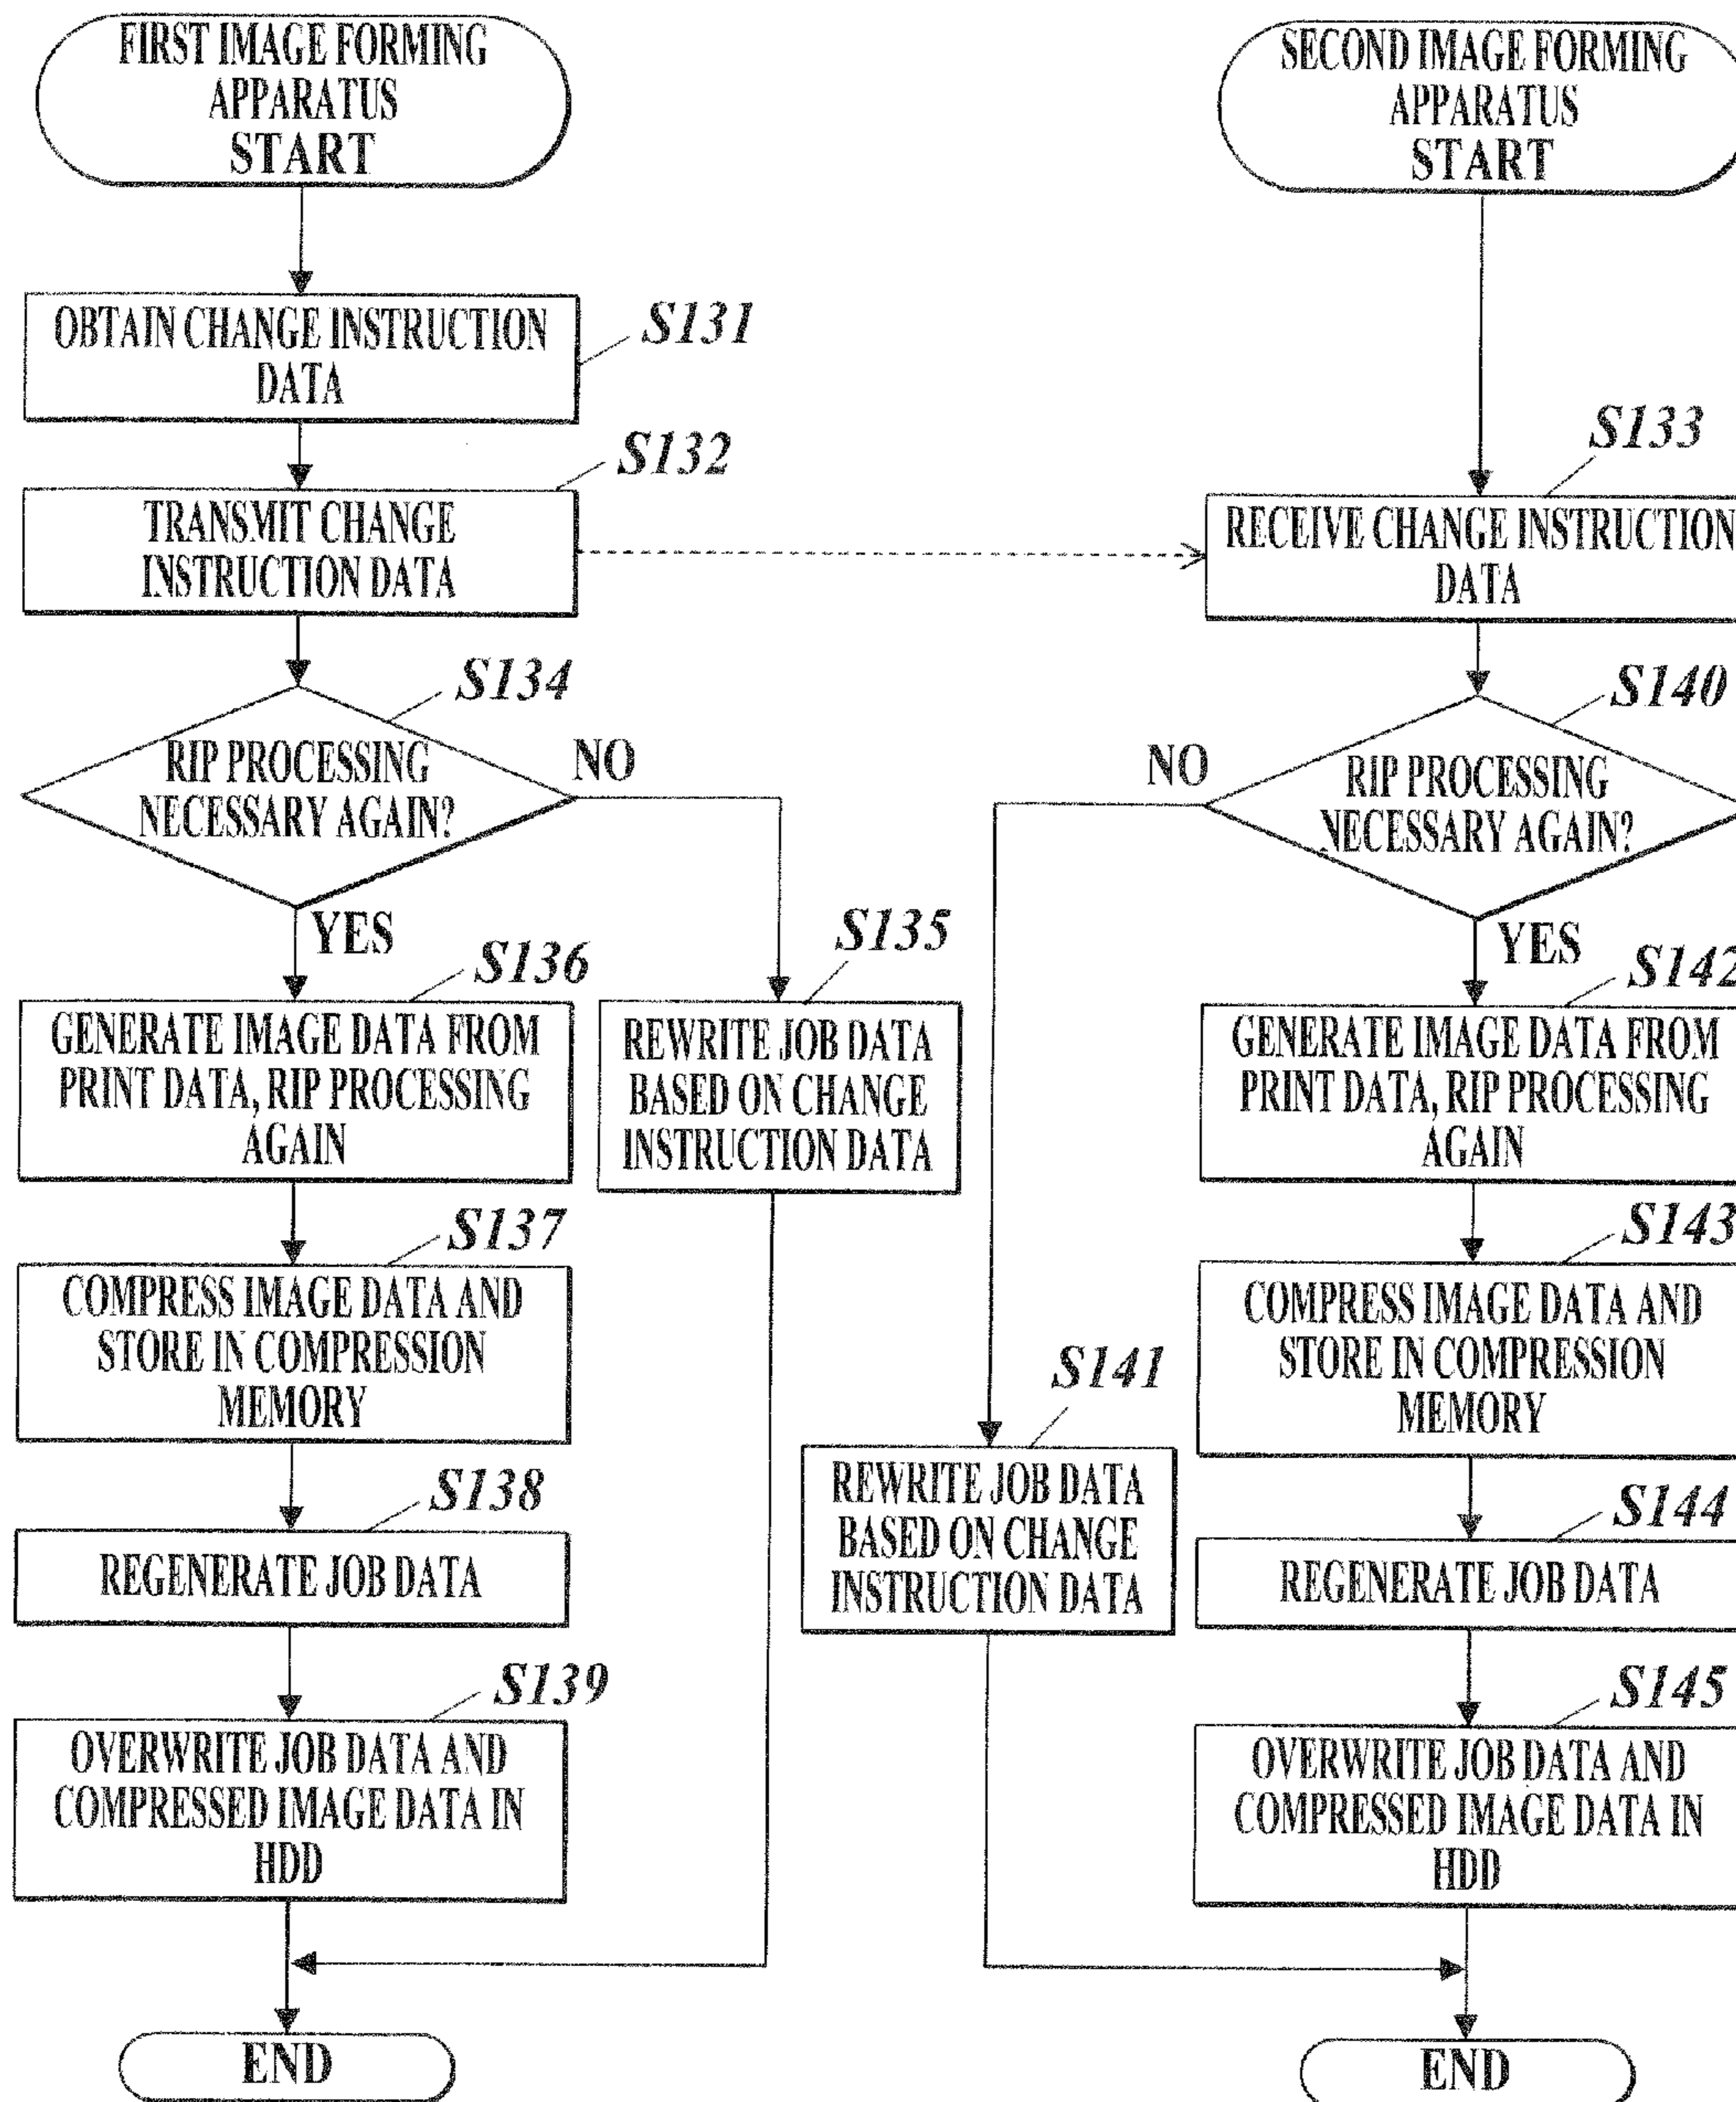 FIRST IMAGE FORMING
APPARATUS
START
OBTAIN CHANGE INSTRUCTION
DATA
S131
TRANSMIT CHANGE
INSTRUCTION DATA
S132
RIP PROCESSING
NECESSARY AGAIN?
S134
NO
YES
S135
REWRITE JOB DATA
BASED ON CHANGE
INSTRUCTION DATA
S136
GENERATE IMAGE DATA FROM
PRINT DATA, RIP PROCESSING
AGAIN
S137
COMPRESS IMAGE DATA AND
STORE IN COMPRESSION
MEMORY
S138
REGENERATE JOB DATA
S139
OVERWRITE JOB DATA AND
COMPRESSED IMAGE DATA IN
HDD
END
SECOND IMAGE FORMING
APPARATUS
START
S133
RECEIVE CHANGE INSTRUCTION
DATA
S140
RIP PROCESSING
NECESSARY AGAIN?
NO
YES
S141
REWRITE JOB DATA
BASED ON CHANGE
INSTRUCTION DATA
S142
GENERATE IMAGE DATA FROM
PRINT DATA, RIP PROCESSING
AGAIN
S143
COMPRESS IMAGE DATA AND
STORE IN COMPRESSION
MEMORY
S144
REGENERATE JOB DATA
S145
OVERWRITE JOB DATA AND
COMPRESSED IMAGE DATA IN
HDD
END